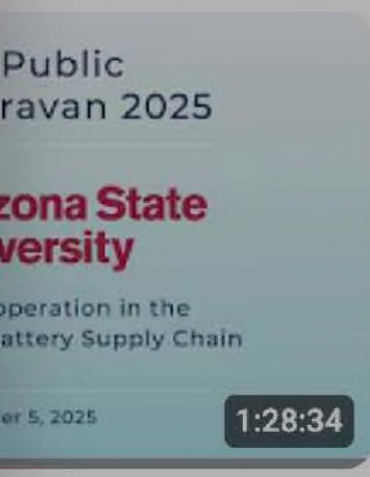 Public
ravan 2025
zona State
versity
operation in the
attery Supply Chain
er 5, 2025
1:28:34